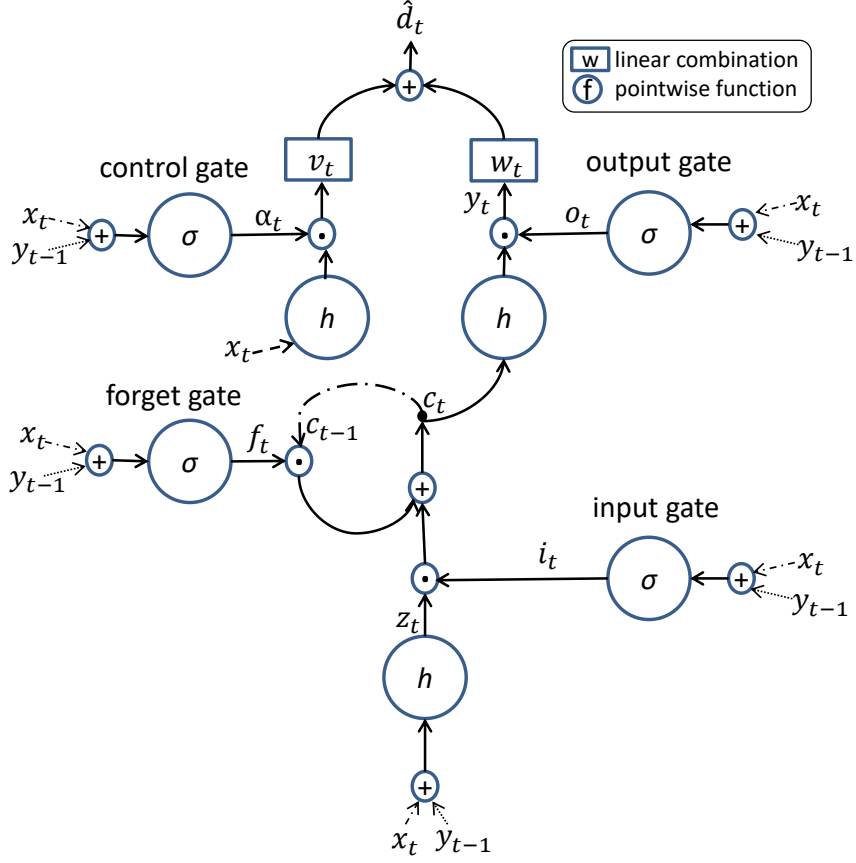 d̂_t
+
w linear combination
f pointwise function
v_t
w_t
control gate
output gate
x_t
y_{t−1}
+
σ
α_t
·
y_t
·
o_t
σ
+
x_t
y_{t−1}
h
x_t
h
forget gate
x_t
y_{t−1}
+
σ
f_t
c_{t−1}
·
c_t
+
input gate
·
i_t
σ
+
x_t
y_{t−1}
z_t
h
+
x_t
y_{t−1}